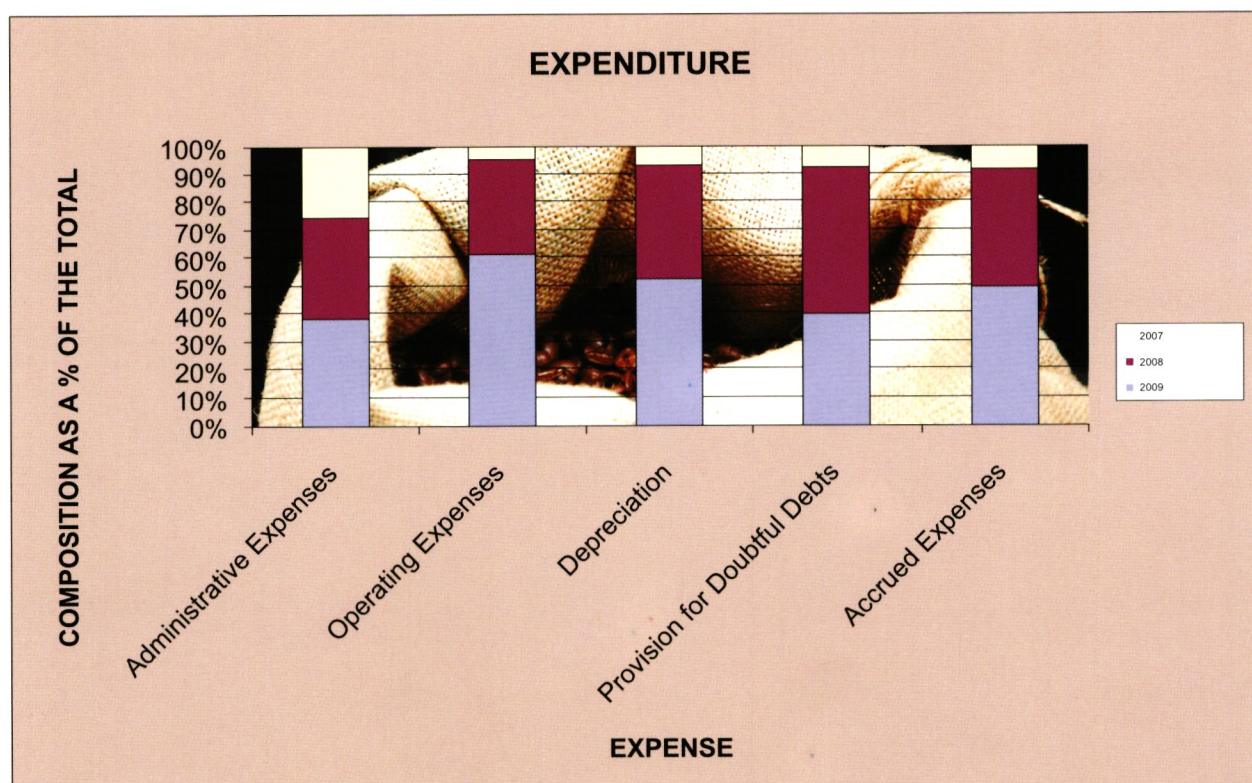 EXPENDITURE
COMPOSITION AS A % OF THE TOTAL
100%
90%
80%
70%
60%
50%
40%
30%
20%
10%
0%
Administrative Expenses
Operating Expenses
Depreciation
Provision for Doubtful Debts
Accrued Expenses
EXPENSE
2007
2008
2009